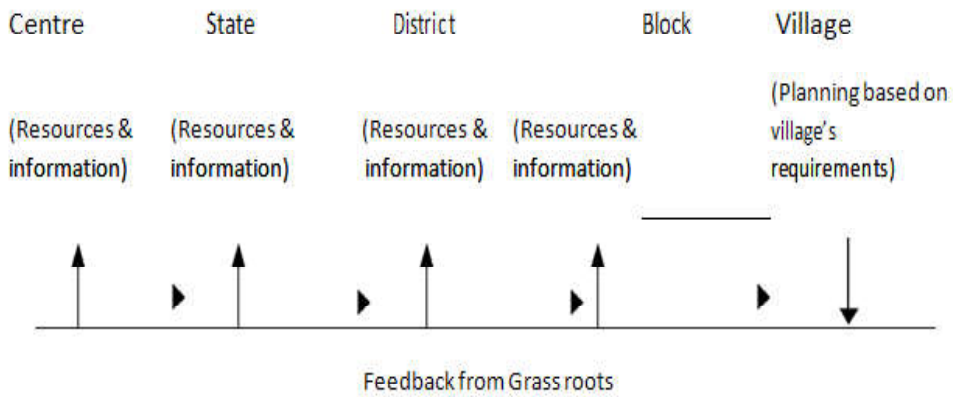 Centre State District Block Village
(Planning based on
village's
requirements)
(Resources &
information)
(Resources &
information)
(Resources &
information)
(Resources &
information)
Feedback from Grass roots